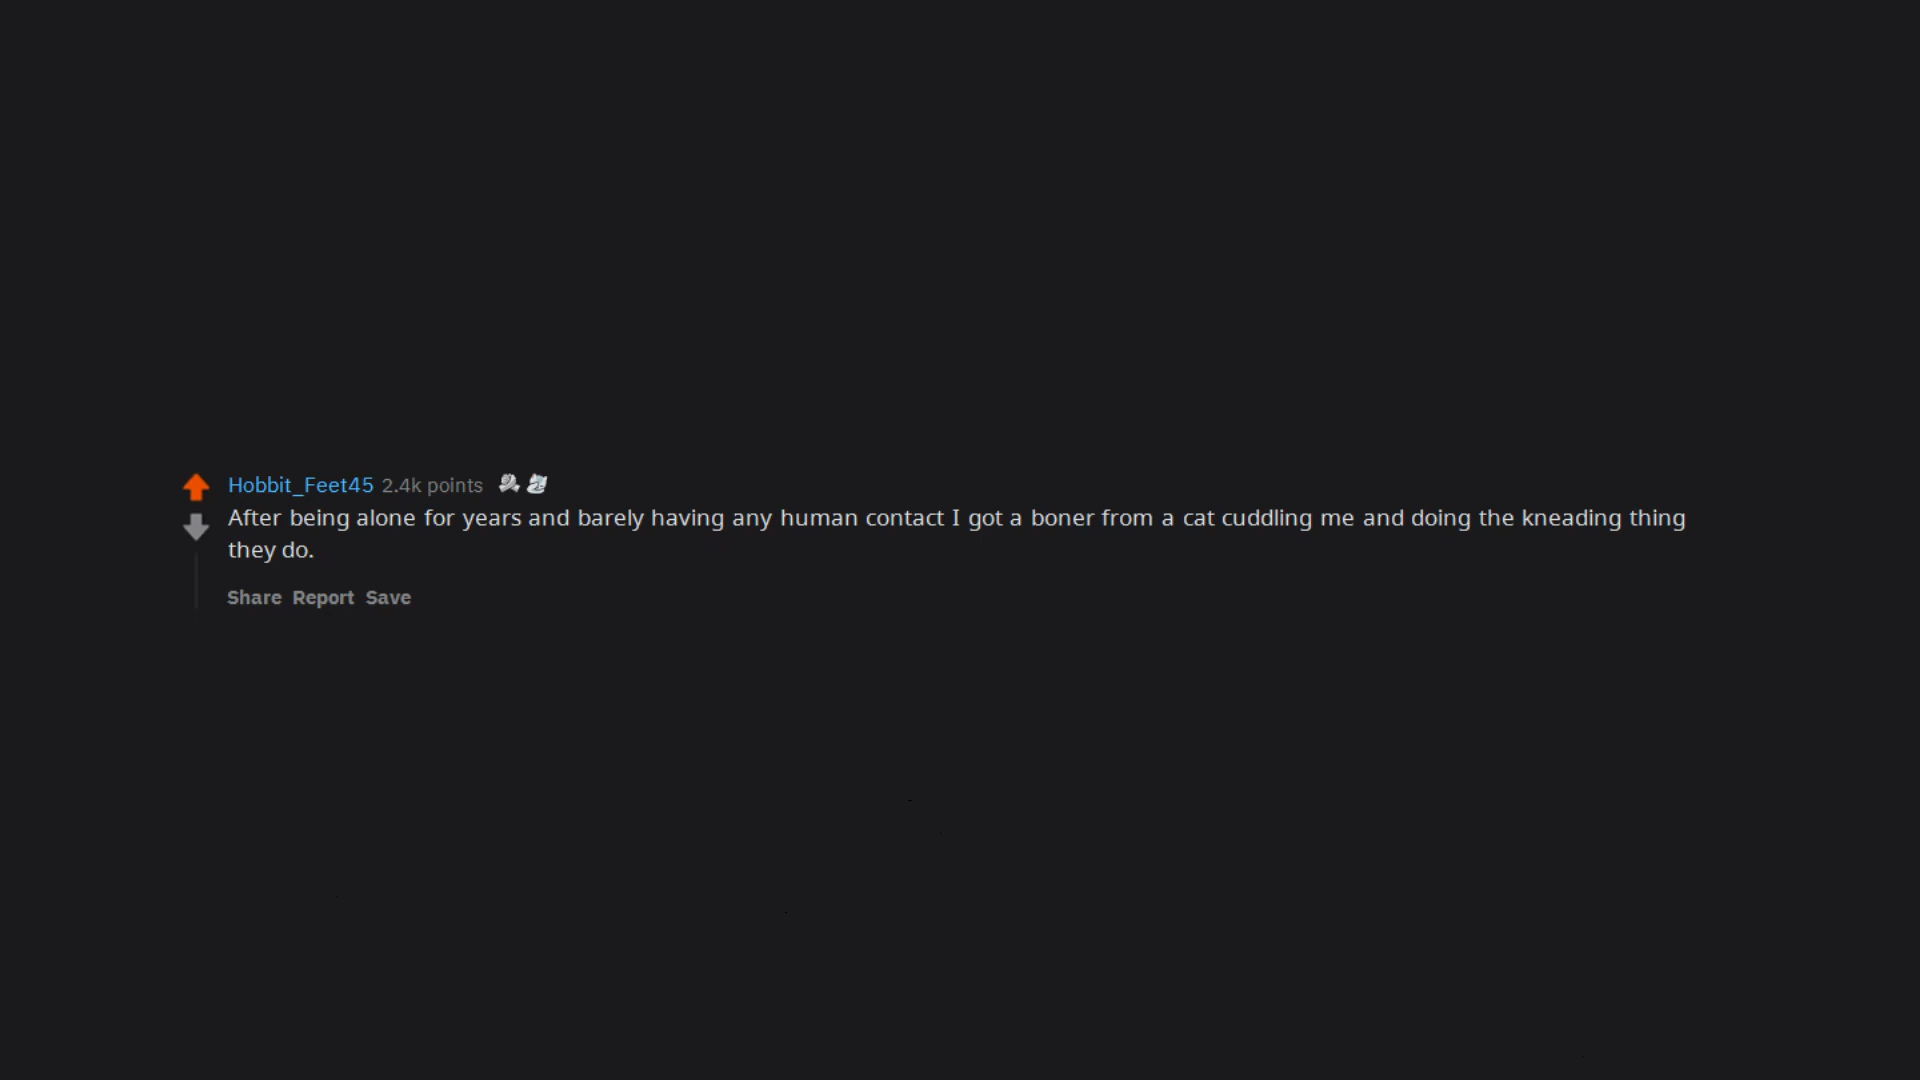 Hobbit_Feet45 2.4k points
After being alone for years and barely having any human contact I got a boner from a cat cuddling me and doing the kneading thing
they do.
Share Report Save